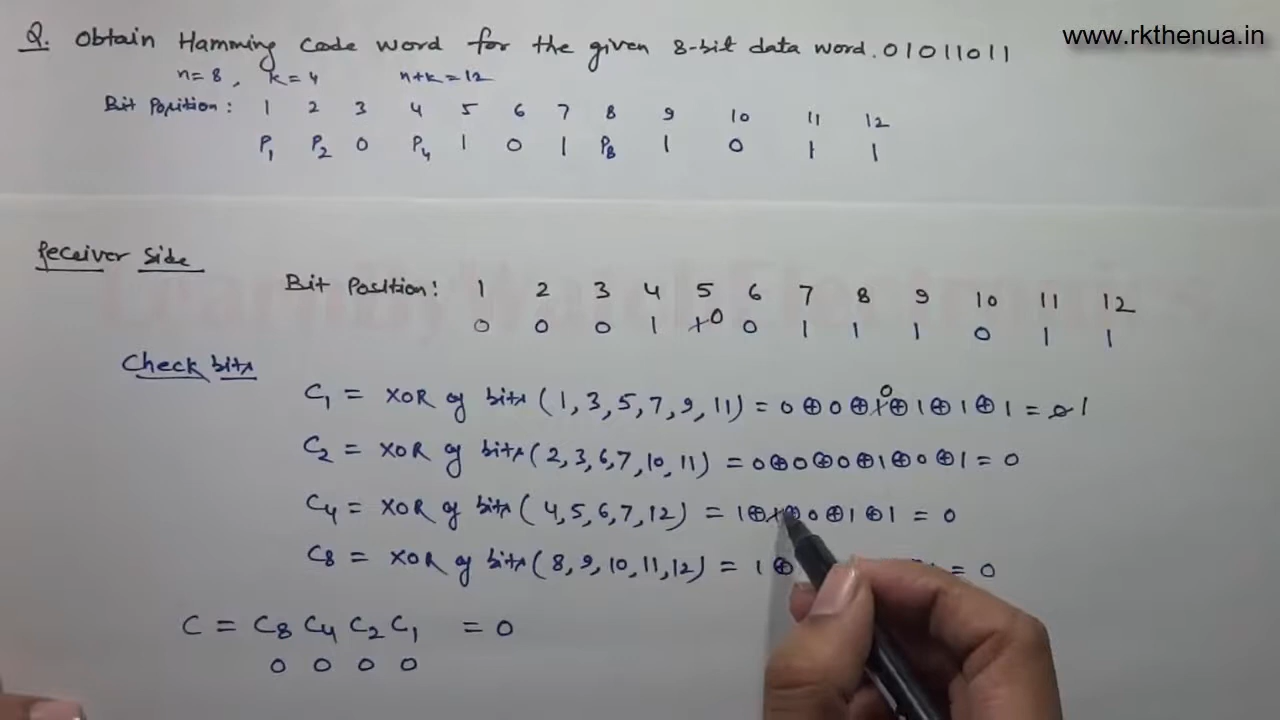 www.rkthenua.in
Q. Obtain Hamming code word for the given 8-bit data word. 01011011
n=8, k=4 n+k=12
Bit Position: 1 2 3 4 5 6 7 8 9 10 11 12
P1 P2 0 P4 1 0 1 P8 1 0 1 1
Receiver Side
Bit Position: 1 2 3 4 5 6 7 8 9 10 11 12
0 0 0 1 1 0 0 1 1 1 0 1 1
Check bits
C1 = XOR of bits (1, 3, 5, 7, 9, 11) = 0 ⊕ 0 ⊕ 1 0 ⊕ 1 ⊕ 1 ⊕ 1 = 0 1
C2 = XOR of bits (2, 3, 6, 7, 10, 11) = 0 ⊕ 0 ⊕ 0 ⊕ 1 ⊕ 0 ⊕ 1 = 0
C4 = XOR of bits (4, 5, 6, 7, 12) = 1 ⊕ 1 ⊕ 0 ⊕ 1 ⊕ 1 = 0
C8 = XOR of bits (8, 9, 10, 11, 12) = 1 ⊕ = 0
C = C8 C4 C2 C1 = 0
0 0 0 0